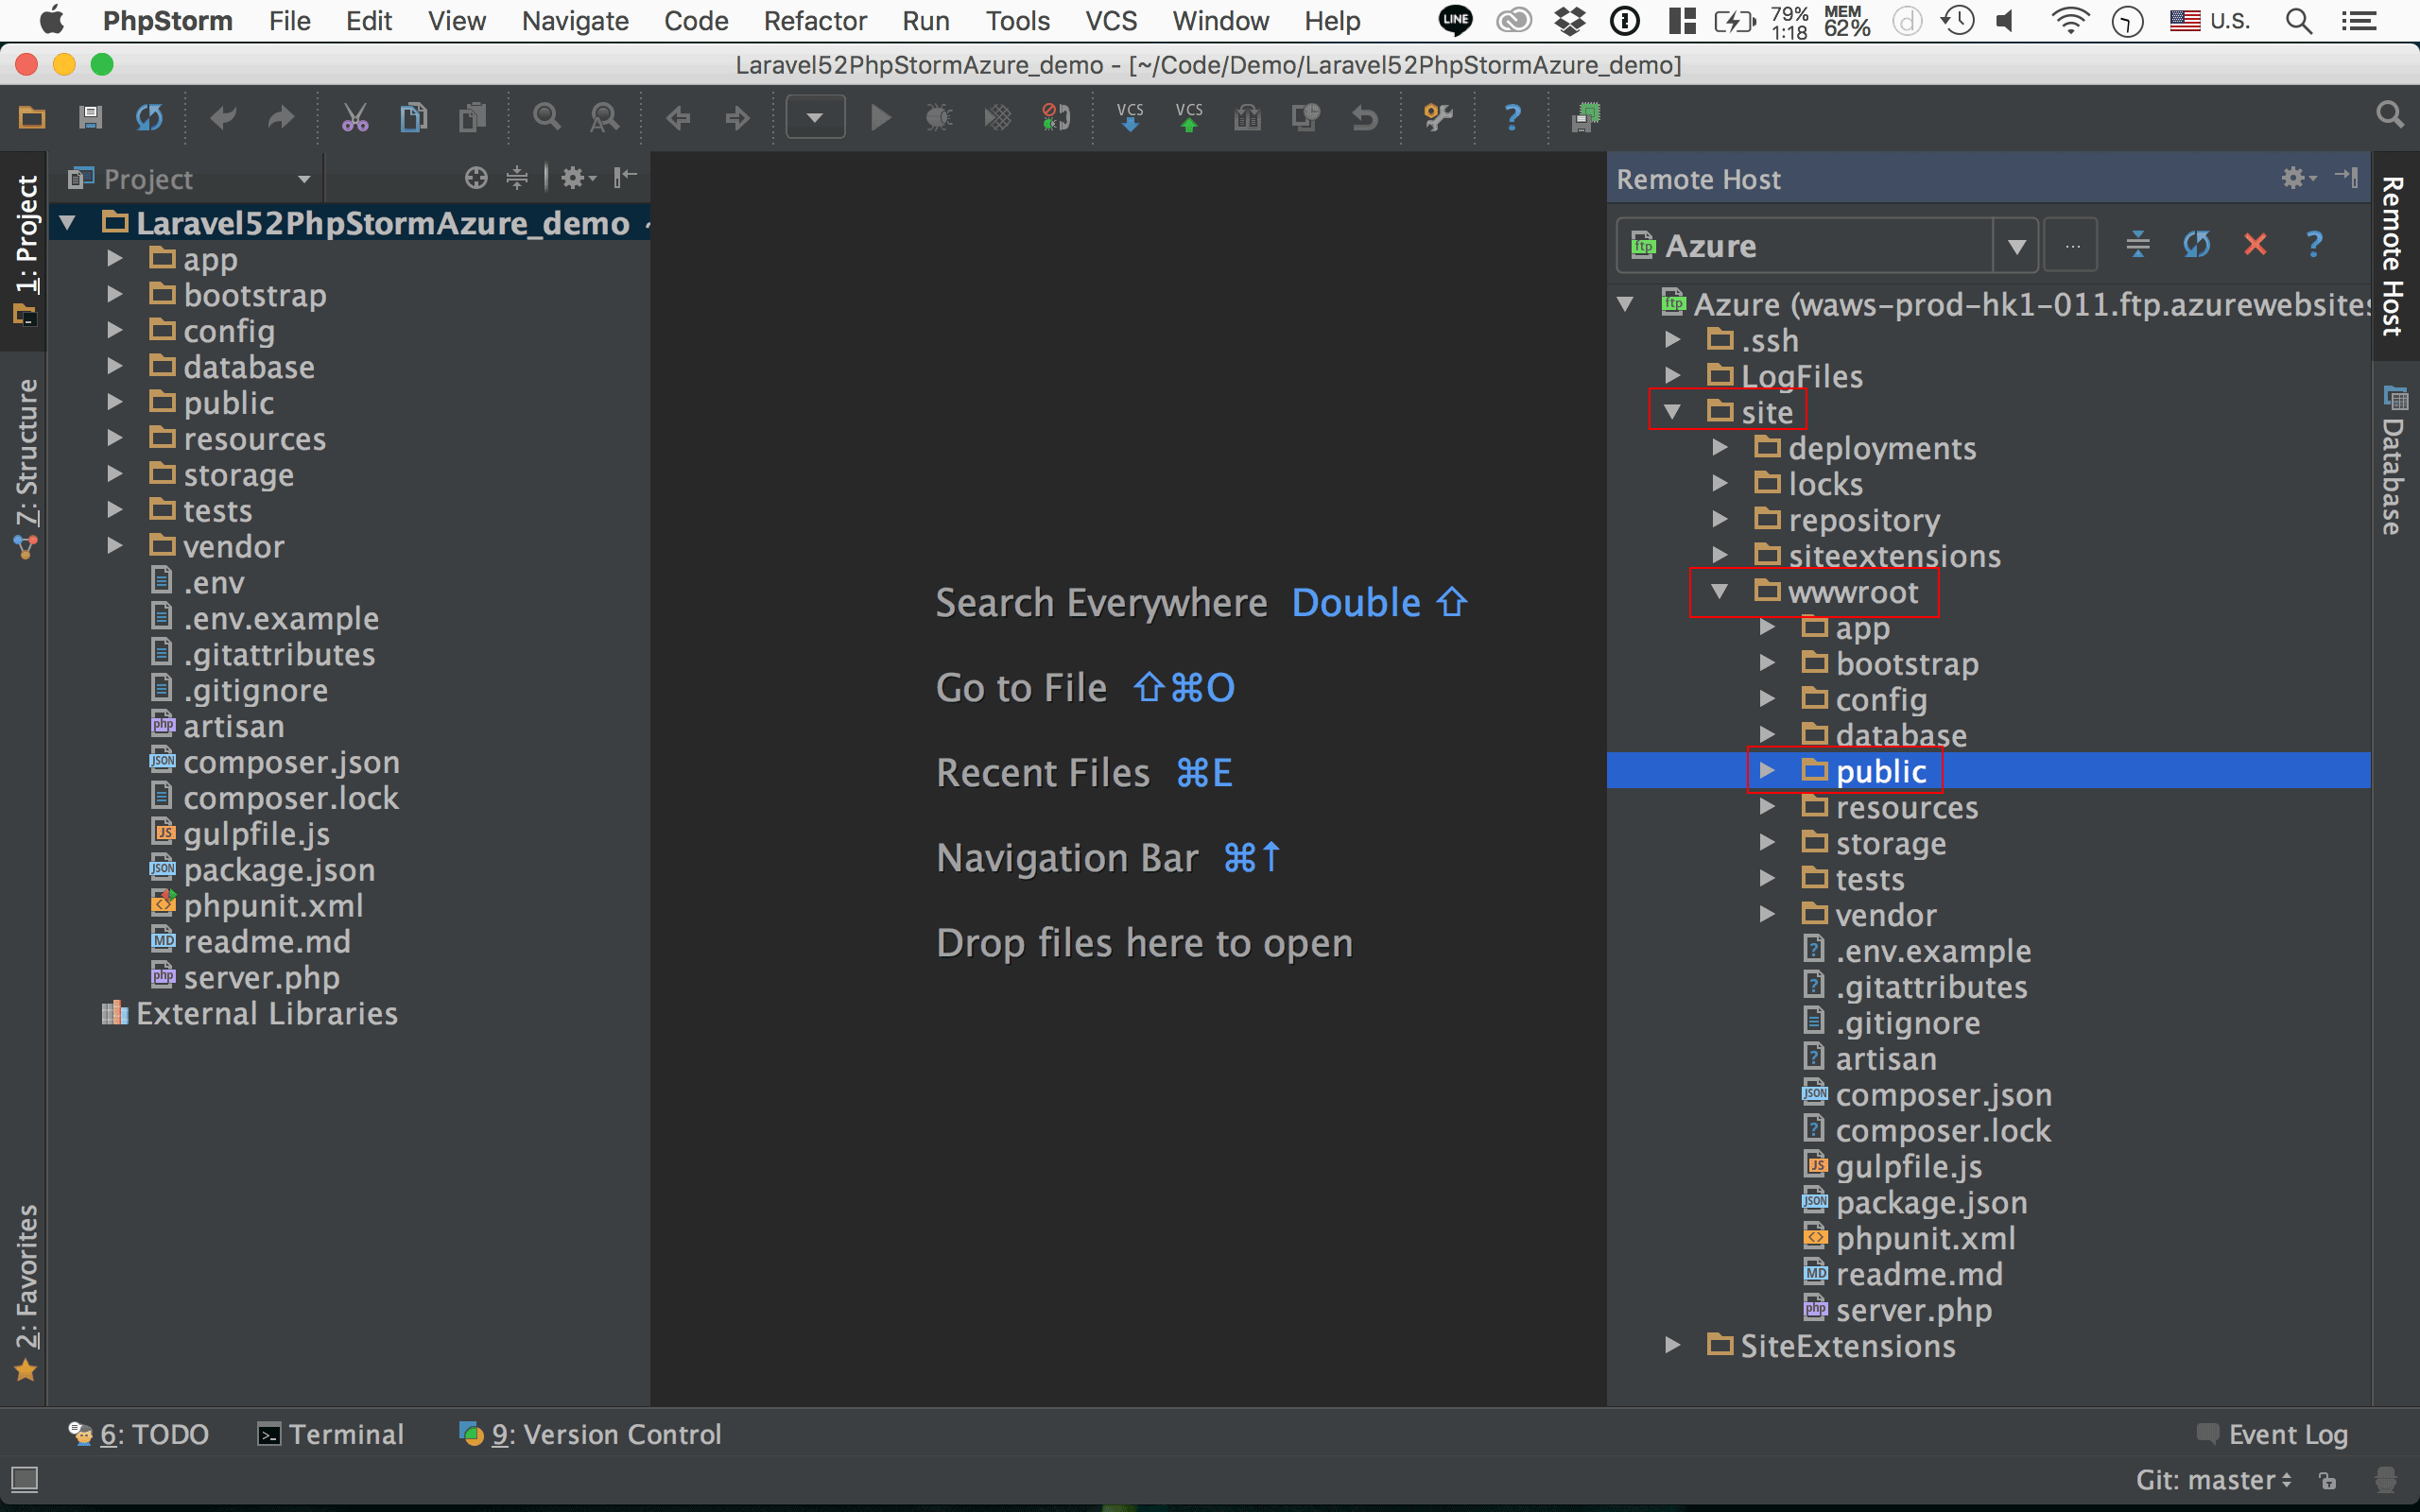 PhpStorm File Edit View Navigate Code Refactor Run Tools VCS Window Help LINE 79% 1:18 MEM 62% U.S.
Laravel52PhpStormAzure_demo - [~/Code/Demo/Laravel52PhpStormAzure_demo]
VCS VCS
1: Project
7: Structure
2: Favorites
Project
Laravel52PhpStormAzure_demo
app
bootstrap
config
database
public
resources
storage
tests
vendor
.env
.env.example
.gitattributes
.gitignore
artisan
composer.json
composer.lock
gulpfile.js
package.json
phpunit.xml
readme.md
server.php
External Libraries
Search Everywhere Double ⇧
Go to File ⇧⌘O
Recent Files ⌘E
Navigation Bar ⌘↑
Drop files here to open
Remote Host
Azure ...
Azure (waws-prod-hk1-011.ftp.azurewebsites
.ssh
LogFiles
site
deployments
locks
repository
siteextensions
wwwroot
app
bootstrap
config
database
public
resources
storage
tests
vendor
.env.example
.gitattributes
.gitignore
artisan
composer.json
composer.lock
gulpfile.js
package.json
phpunit.xml
readme.md
server.php
SiteExtensions
Remote Host
Database
6: TODO Terminal 9: Version Control Event Log
Git: master